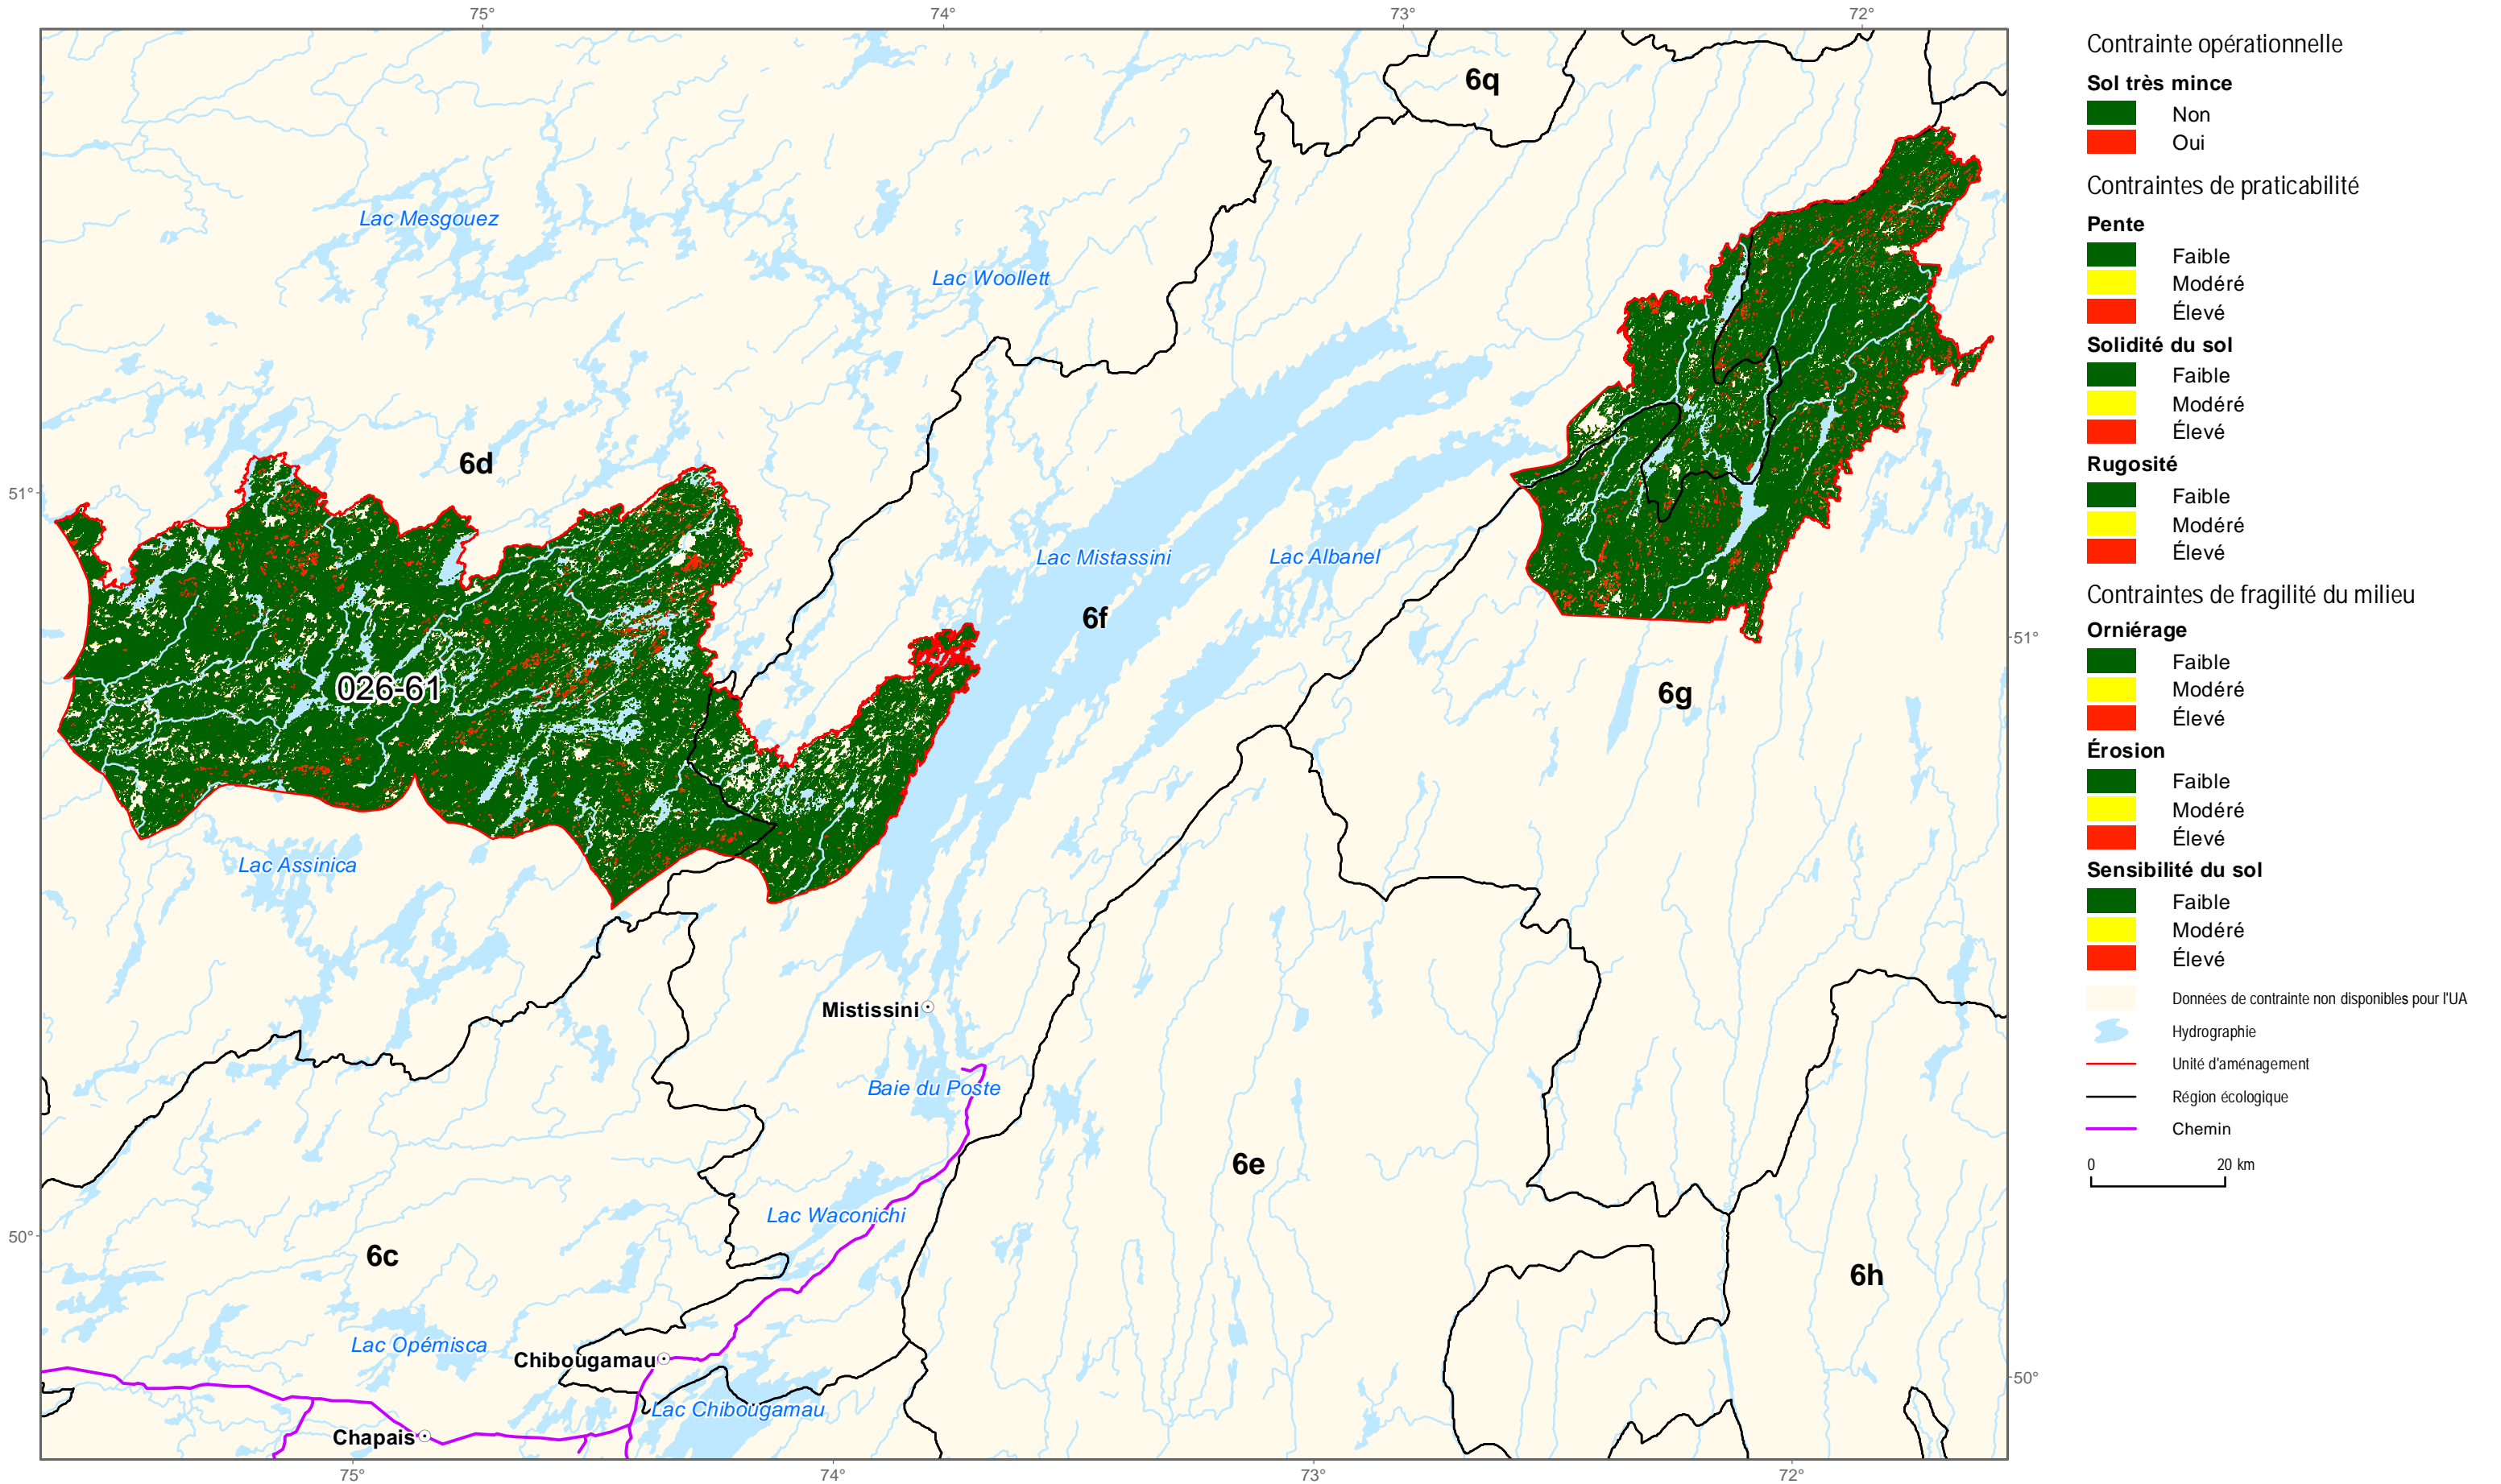 75°
74°
73°
72°
6q
Lac Mesgouez
Lac Woollett
6d
51°
Lac Mistassini
Lac Albanel
6f
51°
026-61
6g
Lac Assinica
Mistissini
Baie du Poste
6e
Lac Waconichi
50°
6c
6h
Lac Opémisca
Chibougamau
50°
Lac Chibougamau
Chapais
75°
74°
73°
72°
Contrainte opérationnelle
Sol très mince
Non
Oui
Contraintes de praticabilité
Pente
Faible
Modéré
Élevé
Solidité du sol
Faible
Modéré
Élevé
Rugosité
Faible
Modéré
Élevé
Contraintes de fragilité du milieu
Orniérage
Faible
Modéré
Élevé
Érosion
Faible
Modéré
Élevé
Sensibilité du sol
Faible
Modéré
Élevé
Données de contrainte non disponibles pour l'UA
Hydrographie
Unité d'aménagement
Région écologique
Chemin
0 20 km